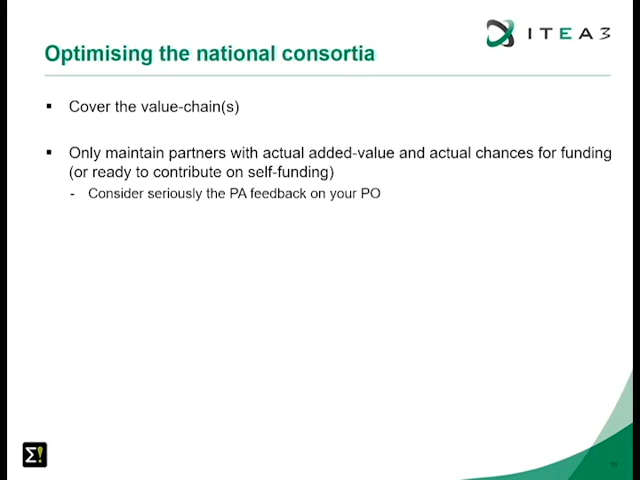 ITEA3
Optimising the national consortia
▪ Cover the value-chain(s)
▪ Only maintain partners with actual added-value and actual chances for funding
(or ready to contribute on self-funding)
- Consider seriously the PA feedback on your PO
Σ!